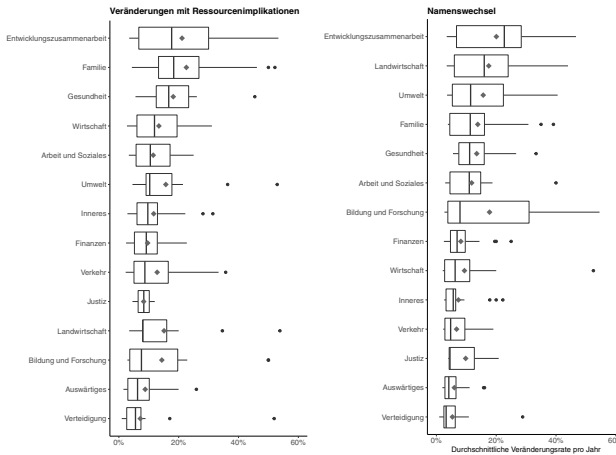 Veränderungen mit Ressourcenimplikationen
Entwicklungszusammenarbeit
Familie
Gesundheit
Wirtschaft
Arbeit und Soziales
Umwelt
Inneres
Finanzen
Verkehr
Justiz
Landwirtschaft
Bildung und Forschung
Auswärtiges
Verteidigung
0% 20% 40% 60%
Namenswechsel
Entwicklungszusammenarbeit
Landwirtschaft
Umwelt
Familie
Gesundheit
Arbeit und Soziales
Bildung und Forschung
Finanzen
Wirtschaft
Inneres
Verkehr
Justiz
Auswärtiges
Verteidigung
0% 20% 40% 60
Durchschnittliche Veränderungsrate pro Jahr